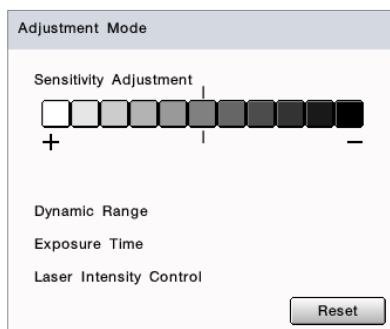 Adjustment Mode
Sensitivity Adjustment
+ −
Dynamic Range
Exposure Time
Laser Intensity Control
Reset